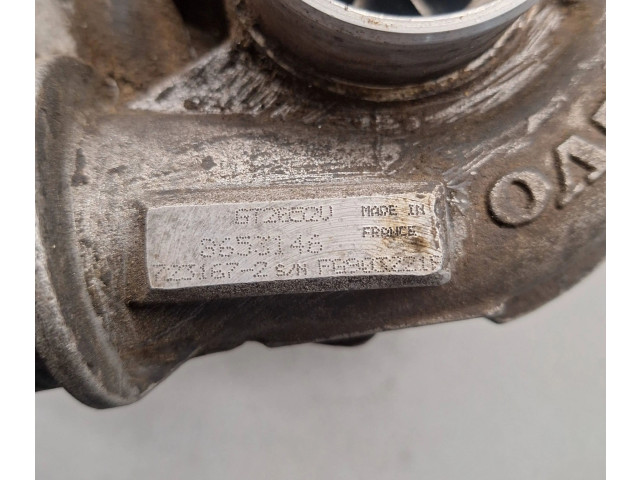 GT2052V
MADE IN
FRANCE
8653146
723167-2 S/N